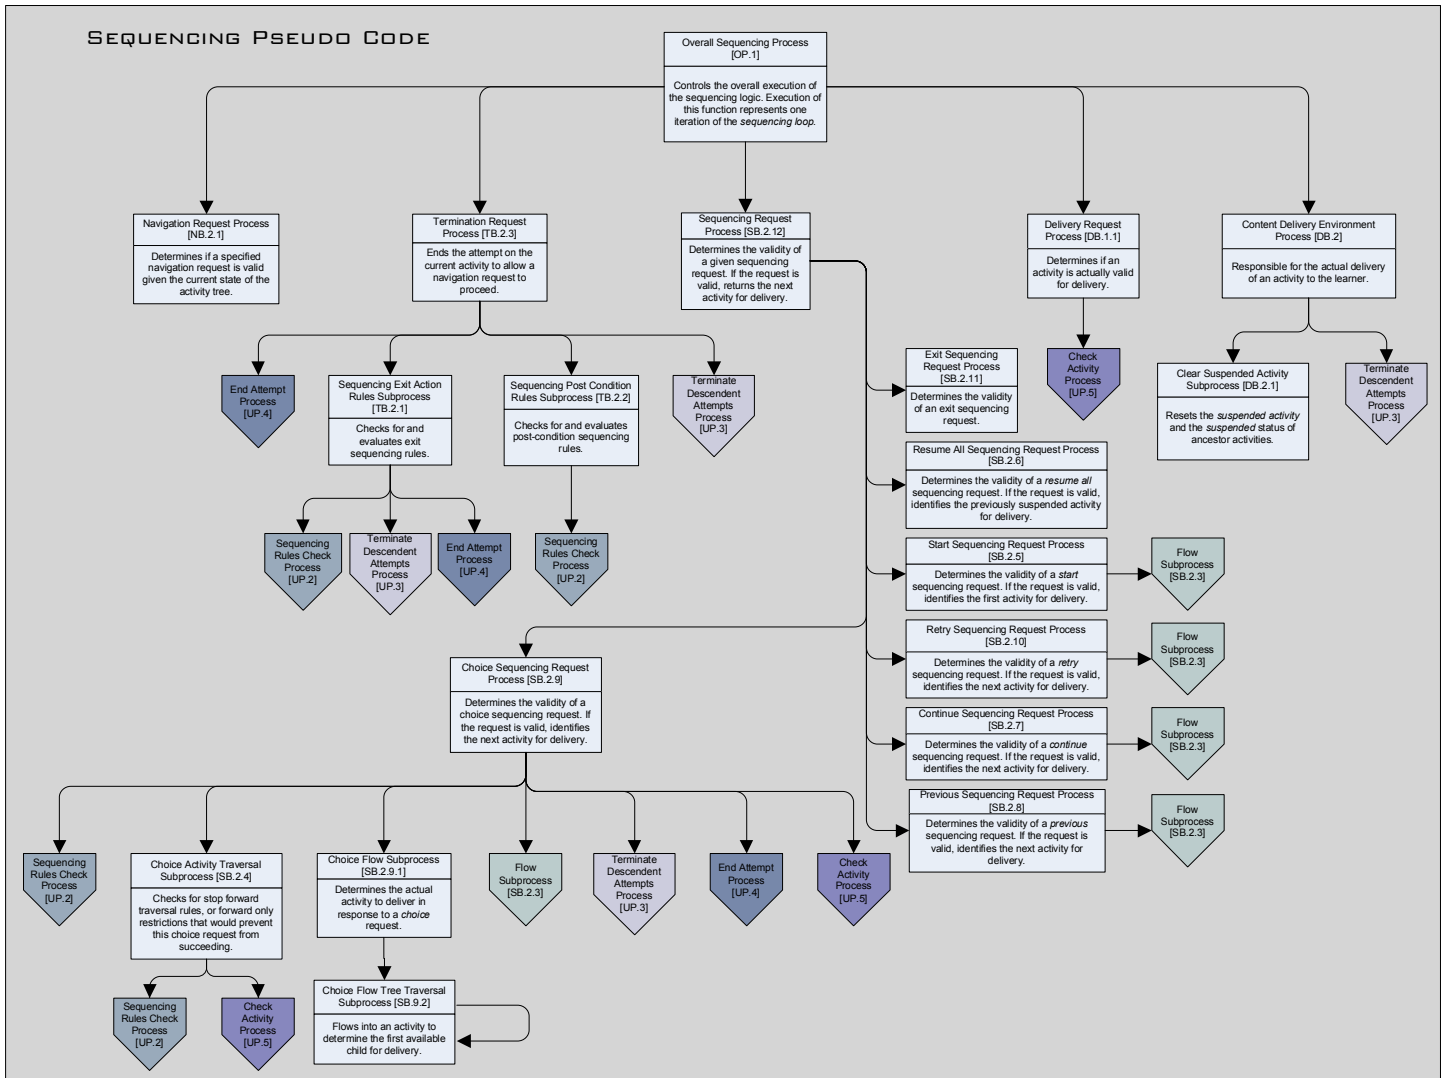 Sequencing Pseudo Code
Overall Sequencing Process
[OP.1]
Controls the overall execution of
the sequencing logic. Execution of
this function represents one
iteration of the sequencing loop.
Navigation Request Process
[NB.2.1]
Determines if a specified
navigation request is valid
given the current state of the
activity tree.
Termination Request
Process [TB.2.3]
Ends the attempt on the
current activity to allow a
navigation request to
proceed.
Sequencing Request
Process [SB.2.12]
Determines the validity of
a given sequencing
request. If the request is
valid, returns the next
activity for delivery.
Delivery Request
Process [DB.1.1]
Determines if an
activity is actually valid
for delivery.
Content Delivery Environment
Process [DB.2]
Responsible for the actual delivery
of an activity to the learner.
End Attempt
Process
[UP.4]
Sequencing Exit Action
Rules Subprocess
[TB.2.1]
Checks for and
evaluates exit
sequencing rules.
Sequencing Post Condition
Rules Subprocess [TB.2.2]
Checks for and evaluates
post-condition sequencing
rules.
Terminate
Descendent
Attempts
Process
[UP.3]
Exit Sequencing
Request Process
[SB.2.11]
Determines the validity
of an exit sequencing
request.
Check
Activity
Process
[UP.5]
Clear Suspended Activity
Subprocess [DB.2.1]
Resets the suspended activity
and the suspended status of
ancestor activities.
Terminate
Descendent
Attempts
Process
[UP.3]
Resume All Sequencing Request Process
[SB.2.6]
Determines the validity of a resume all
sequencing request. If the request is valid,
identifies the previously suspended activity
for delivery.
Sequencing
Rules Check
Process
[UP.2]
Terminate
Descendent
Attempts
Process
[UP.3]
End Attempt
Process
[UP.4]
Sequencing
Rules Check
Process
[UP.2]
Start Sequencing Request Process
[SB.2.5]
Determines the validity of a start
sequencing request. If the request is valid,
identifies the first activity for delivery.
Flow
Subprocess
[SB.2.3]
Retry Sequencing Request Process
[SB.2.10]
Determines the validity of a retry
sequencing request. If the request is valid,
identifies the next activity for delivery.
Flow
Subprocess
[SB.2.3]
Choice Sequencing Request
Process [SB.2.9]
Determines the validity of a
choice sequencing request. If
the request is valid, identifies
the next activity for delivery.
Continue Sequencing Request Process
[SB.2.7]
Determines the validity of a continue
sequencing request. If the request is valid,
identifies the next activity for delivery.
Flow
Subprocess
[SB.2.3]
Previous Sequencing Request Process
[SB.2.8]
Determines the validity of a previous
sequencing request. If the request is
valid, identifies the next activity for
delivery.
Flow
Subprocess
[SB.2.3]
Sequencing
Rules Check
Process
[UP.2]
Choice Activity Traversal
Subprocess [SB.2.4]
Checks for stop forward
traversal rules, or forward only
restrictions that would prevent
this choice request from
succeeding.
Choice Flow Subprocess
[SB.2.9.1]
Determines the actual
activity to deliver in
response to a choice
request.
Flow
Subprocess
[SB.2.3]
Terminate
Descendent
Attempts
Process
[UP.3]
End Attempt
Process
[UP.4]
Check
Activity
Process
[UP.5]
Sequencing
Rules Check
Process
[UP.2]
Check
Activity
Process
[UP.5]
Choice Flow Tree Traversal
Subprocess [SB.9.2]
Flows into an activity to
determine the first available
child for delivery.